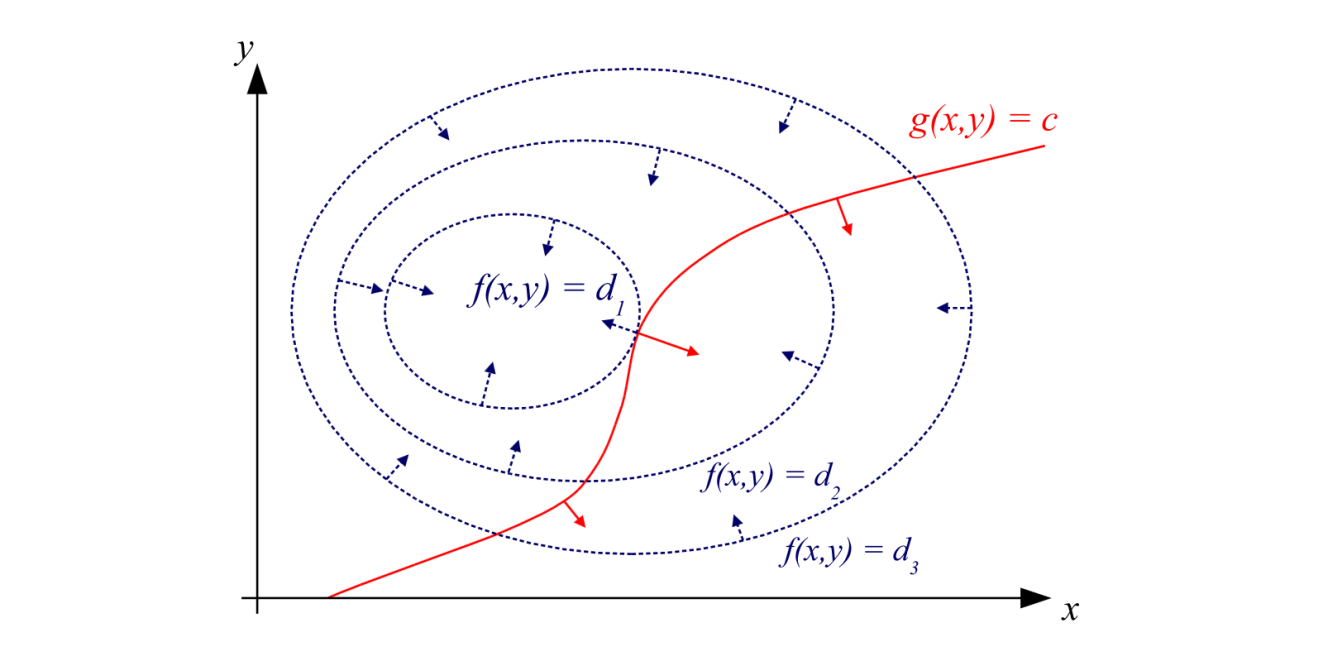 y
g(x,y) = c
f(x,y) = d₁
f(x,y) = d₂
f(x,y) = d₃
x